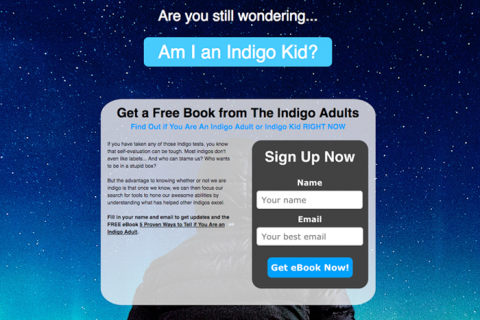 Are you still wondering...
Am I an Indigo Kid?
Get a Free Book from The Indigo Adults
Find Out if You Are An Indigo Adult or Indigo Kid RIGHT NOW
If you have taken any of those Indigo tests, you know
that self-evaluation can be tough. Most indigos don't
even like labels... And who can blame us? Who wants
to be in a stupid box?
But the advantage to knowing whether or not we are
indigo is that once we know, we can then focus our
search for tools to hone our awesome abilities by
understanding what has helped other Indigos excel.
Fill in your name and email to get updates and the
FREE eBook 5 Proven Ways to Tell if You Are an
Indigo Adult.
Sign Up Now
Name
Your name
Email
Your best email
Get eBook Now!